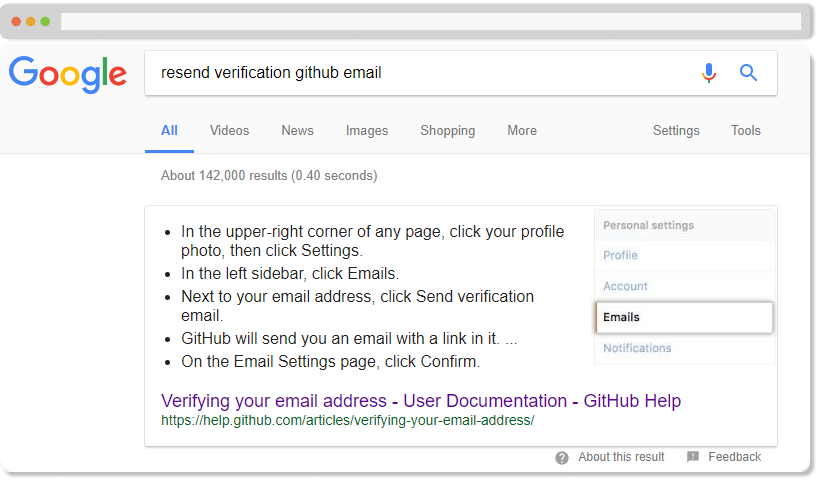 Google
resend verification github email
All Videos News Images Shopping More Settings Tools
About 142,000 results (0.40 seconds)
In the upper-right corner of any page, click your profile
photo, then click Settings.
In the left sidebar, click Emails.
Next to your email address, click Send verification
email.
GitHub will send you an email with a link in it. ...
On the Email Settings page, click Confirm.
Personal settings
Profile
Account
Emails
Notifications
Verifying your email address - User Documentation - GitHub Help
https://help.github.com/articles/verifying-your-email-address/
About this result Feedback